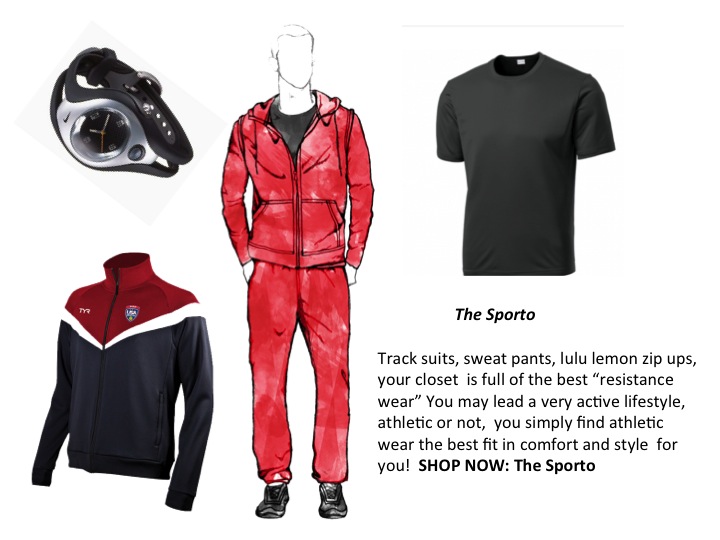 The Sporto
Track suits, sweat pants, lulu lemon zip ups,
your closet  is full of the best “resistance
wear” You may lead a very active lifestyle,
athletic or not,  you simply find athletic
wear the best fit in comfort and style  for
you!  SHOP NOW: The Sporto
TYR
USA